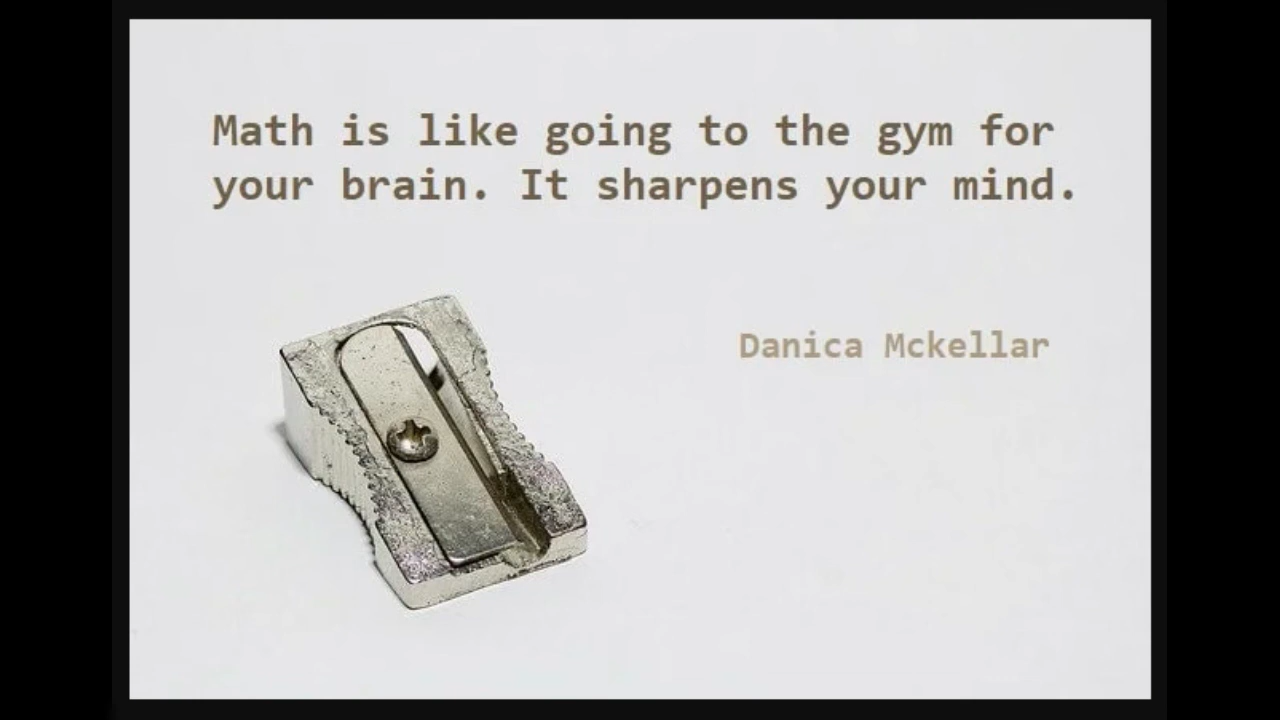 Math is like going to the gym for
your brain. It sharpens your mind.
Danica Mckellar